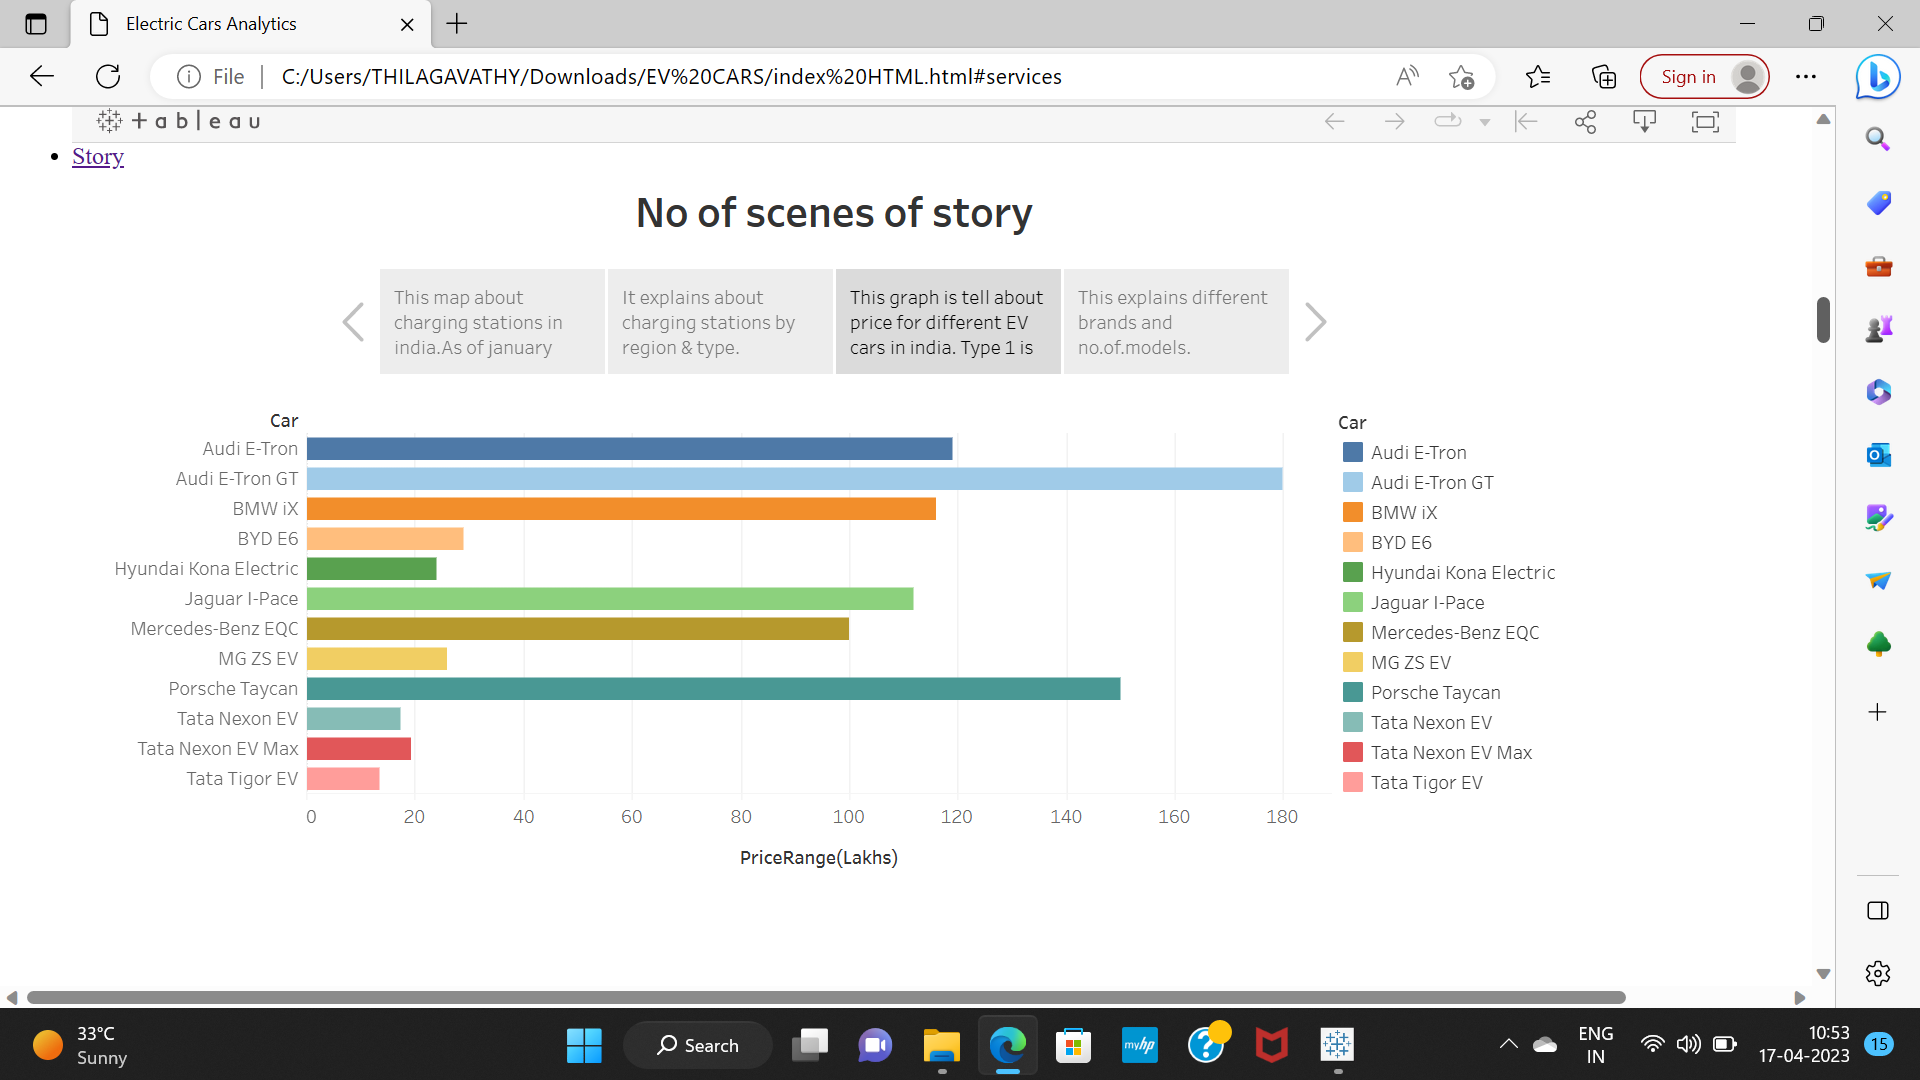 Electric Cars Analytics
File
C:/Users/THILAGAVATHY/Downloads/EV%20CARS/index%20HTML.html#services
Sign in
tableau
Story
No of scenes of story
This map about
charging stations in
india.As of january
It explains about
charging stations by
region & type.
This graph is tell about
price for different EV
cars in india. Type 1 is
This explains different
brands and
no.of.models.
Car
Audi E-Tron
Audi E-Tron GT
BMW iX
BYD E6
Hyundai Kona Electric
Jaguar I-Pace
Mercedes-Benz EQC
MG ZS EV
Porsche Taycan
Tata Nexon EV
Tata Nexon EV Max
Tata Tigor EV
0 20 40 60 80 100 120 140 160 180
PriceRange(Lakhs)
Car
Audi E-Tron
Audi E-Tron GT
BMW iX
BYD E6
Hyundai Kona Electric
Jaguar I-Pace
Mercedes-Benz EQC
MG ZS EV
Porsche Taycan
Tata Nexon EV
Tata Nexon EV Max
Tata Tigor EV
33°C
Sunny
Search
myhp
ENG
IN
10:53
17-04-2023
15